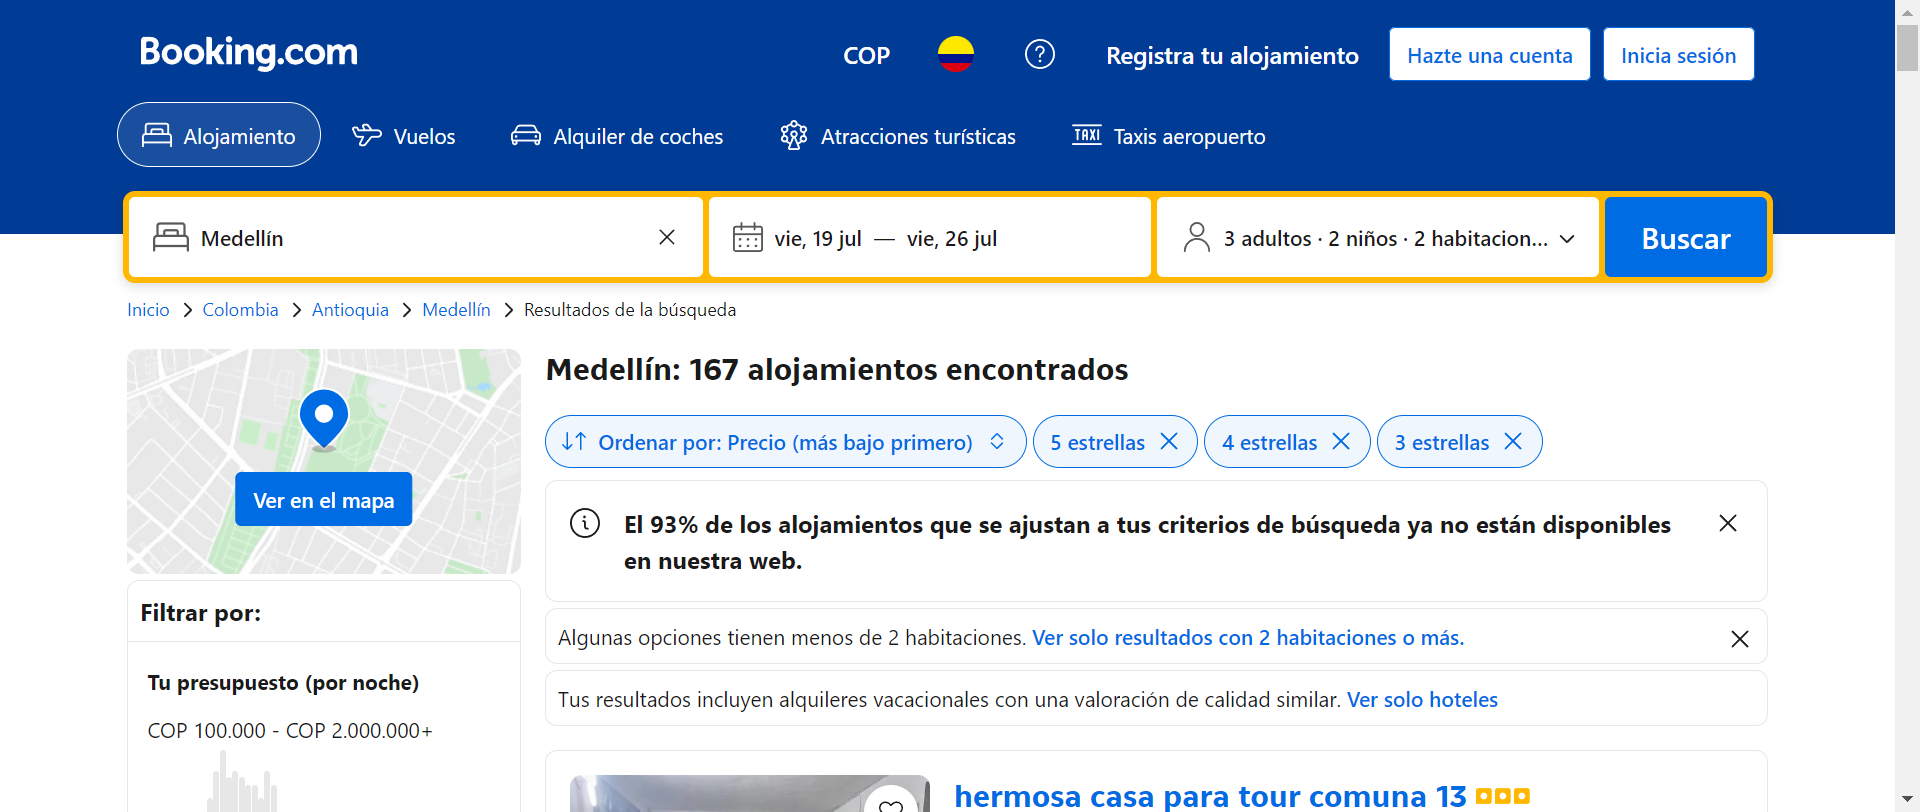 Booking.com
COP
Registra tu alojamiento
Hazte una cuenta
Inicia sesión
Alojamiento
Vuelos
Alquiler de coches
Atracciones turísticas
TAXI
Taxis aeropuerto
Medellín
vie, 19 jul — vie, 26 jul
3 adultos · 2 niños · 2 habitacion...
Buscar
Inicio
Colombia
Antioquia
Medellín
Resultados de la búsqueda
Ver en el mapa
Filtrar por:
Tu presupuesto (por noche)
COP 100.000 - COP 2.000.000+
Medellín: 167 alojamientos encontrados
Ordenar por: Precio (más bajo primero)
5 estrellas
4 estrellas
3 estrellas
El 93% de los alojamientos que se ajustan a tus criterios de búsqueda ya no están disponibles
en nuestra web.
Algunas opciones tienen menos de 2 habitaciones. Ver solo resultados con 2 habitaciones o más.
Tus resultados incluyen alquileres vacacionales con una valoración de calidad similar. Ver solo hoteles
hermosa casa para tour comuna 13